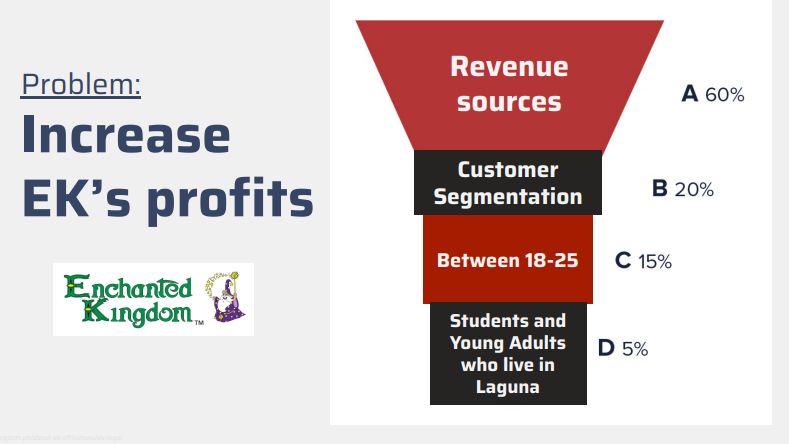 Problem:
Increase
EK's profits
Enchanted
Kingdom™
Revenue
sources
A 60%
Customer
Segmentation
B 20%
Between 18-25
C 15%
Students and
Young Adults
who live in
Laguna
D 5%